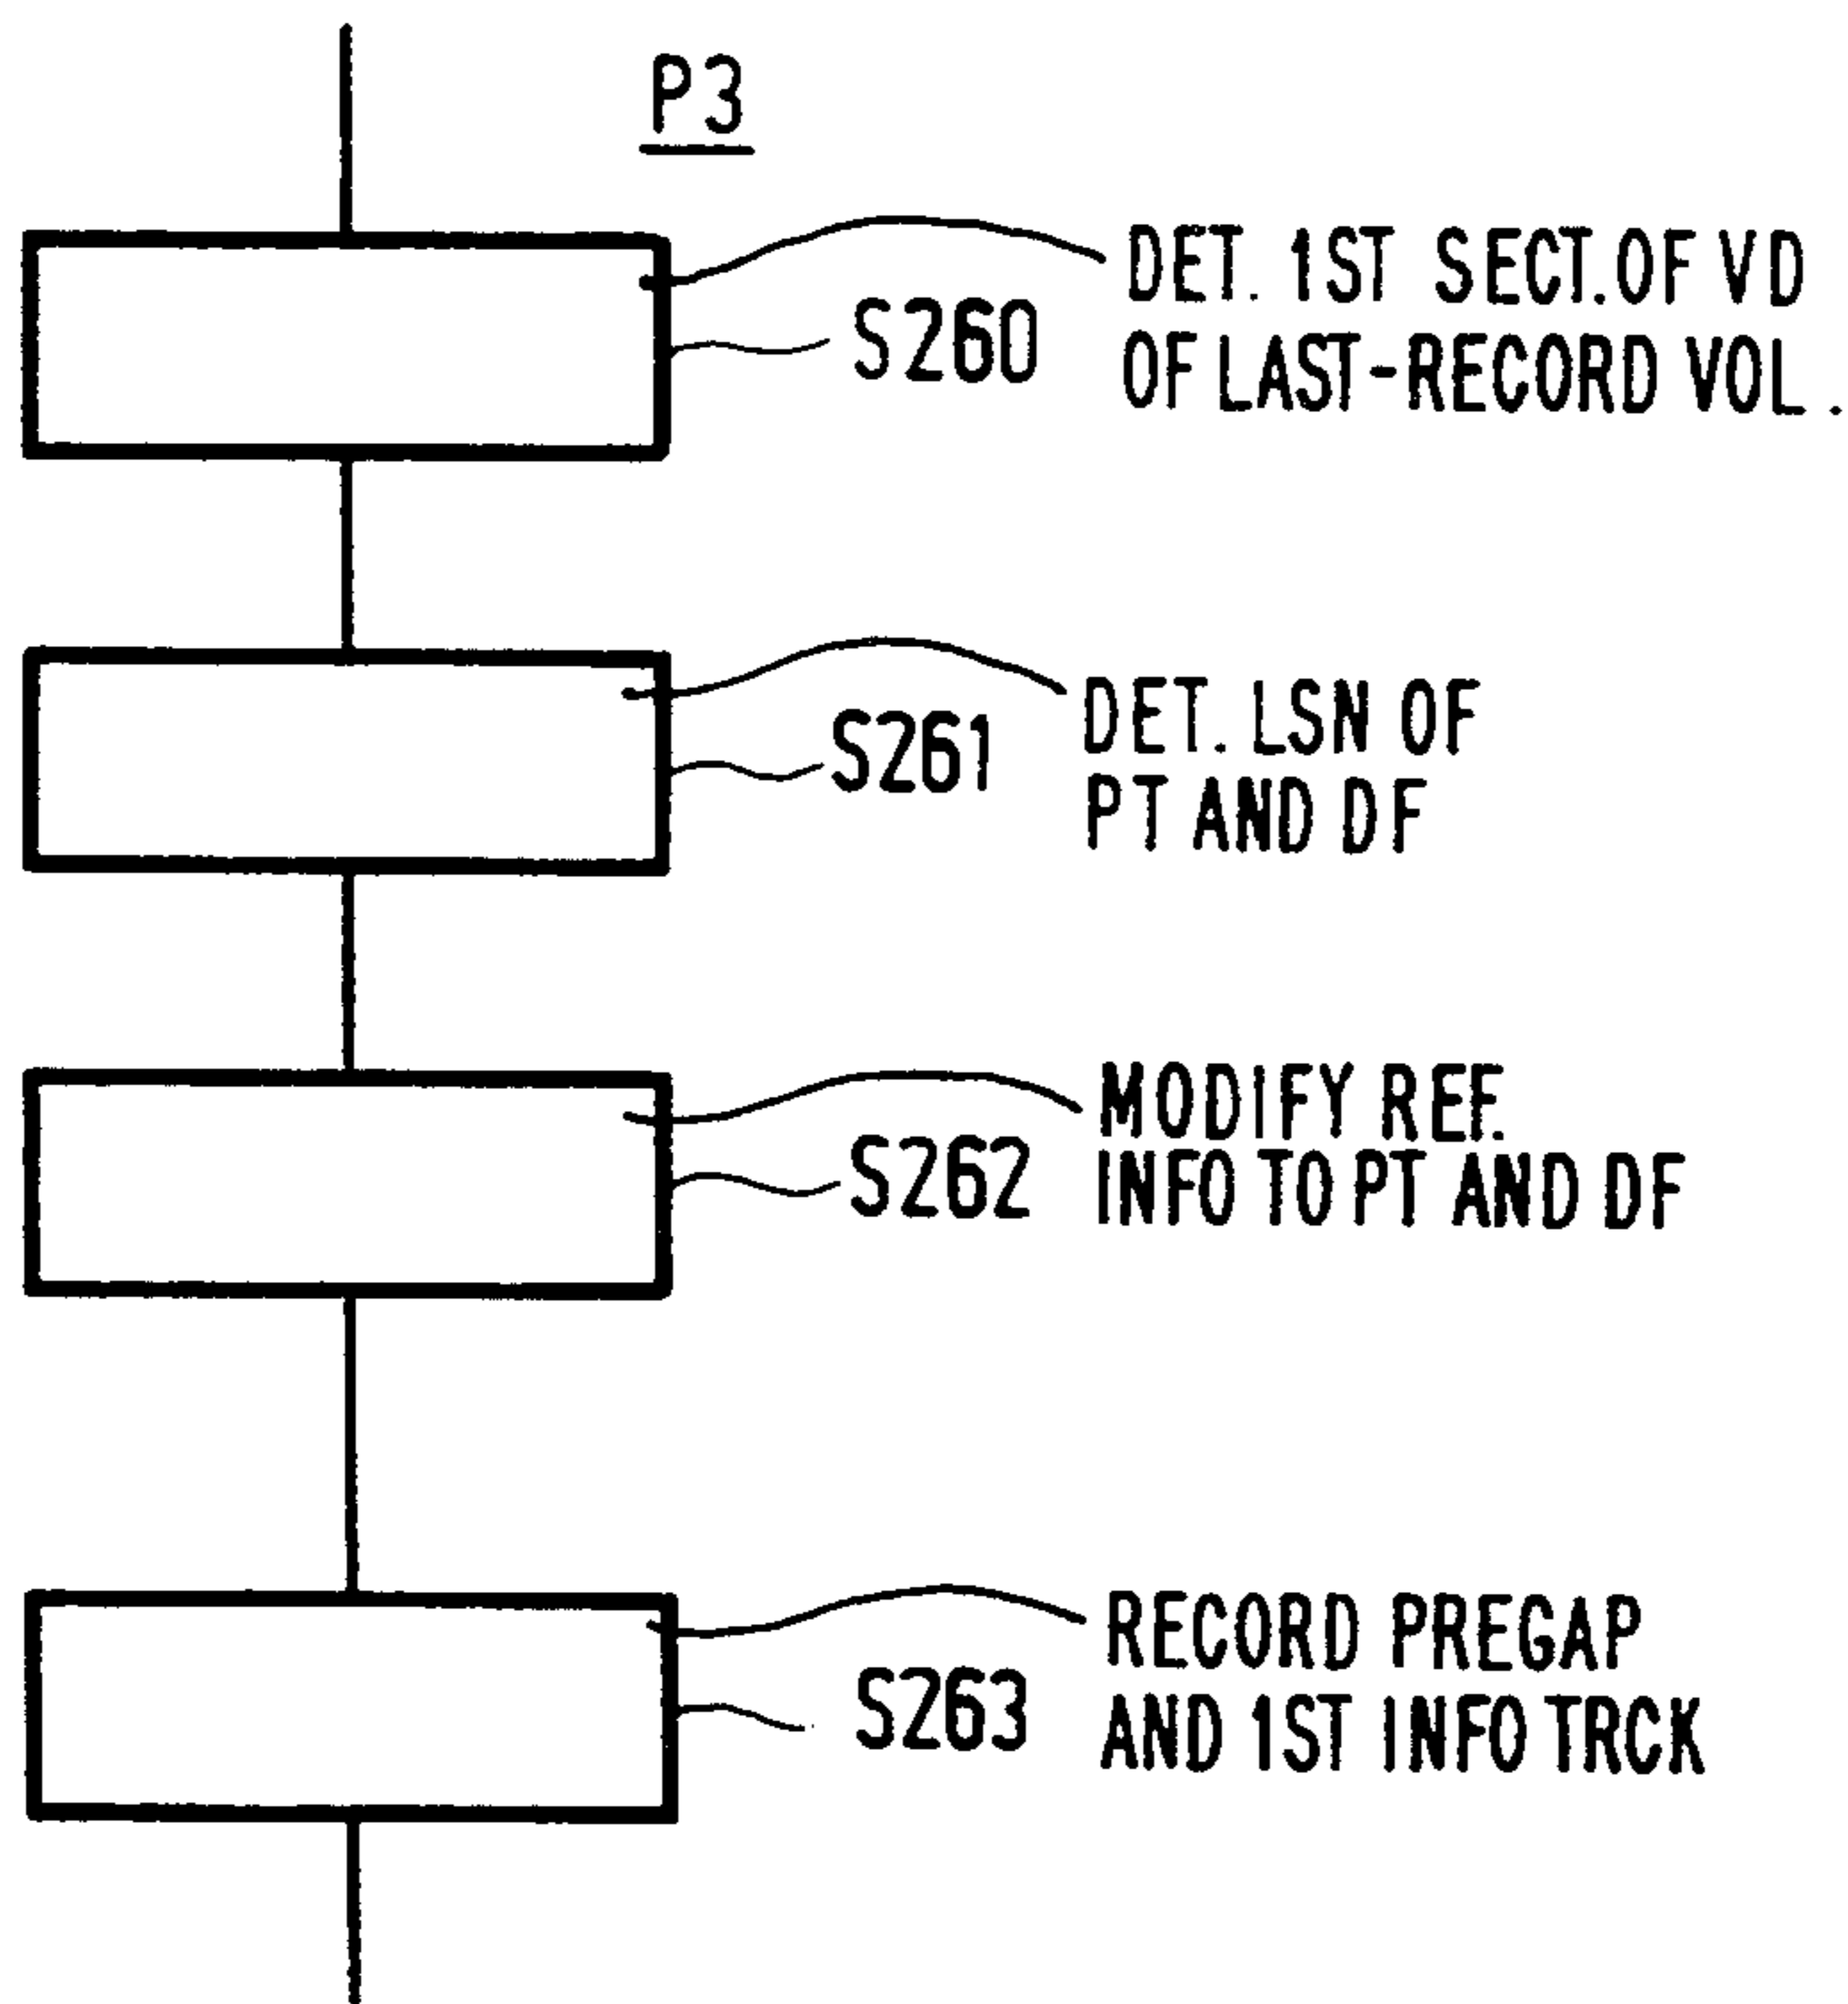 P3
DET. 1ST SECT. OF VD
OF LAST-RECORD VOL.
S260
DET. LSN OF
PT AND DF
S261
MODIFY REF.
INFO TO PT AND DF
S262
RECORD PREGAP
AND 1ST INFO TRCK
S263